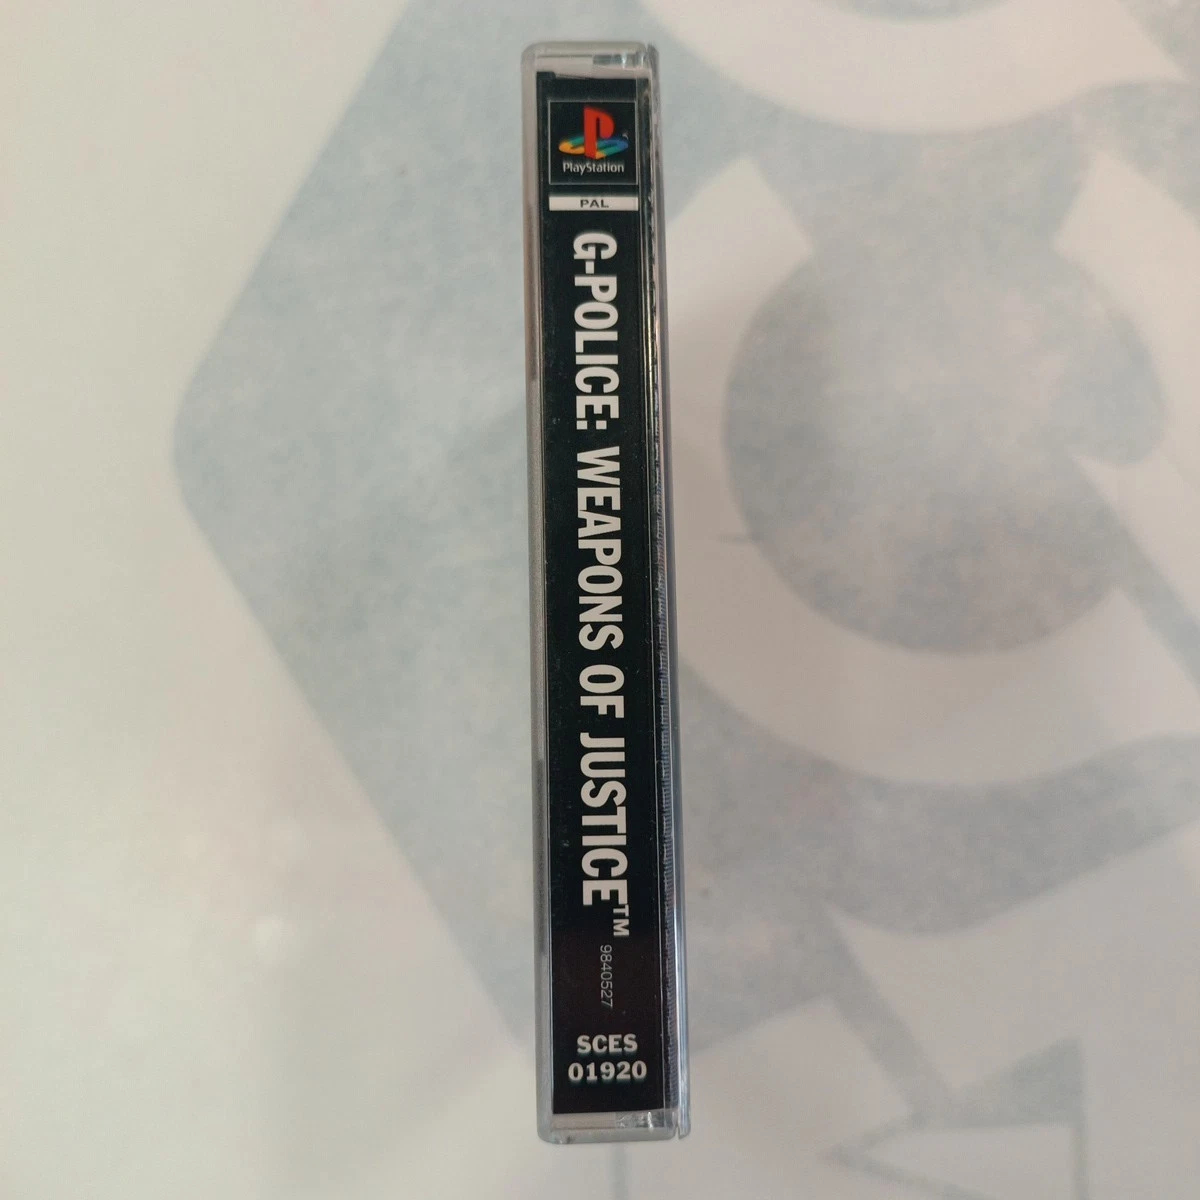 PlayStation
PAL
G-POLICE: WEAPONS OF JUSTICE™
9840527
SCES
01920